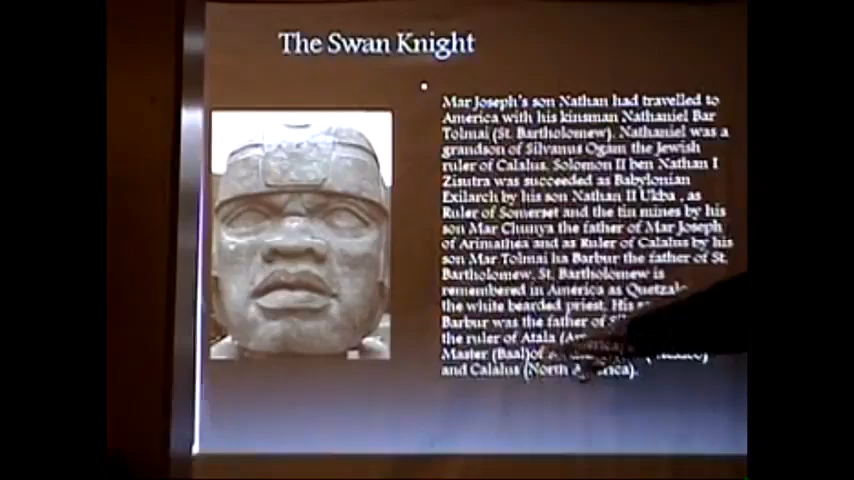 The Swan Knight
Mar Joseph's son Nathan had travelled to
America with his kinsman Nathaniel Bar
Tolmai (St. Bartholomew). Nathaniel was a
grandson of Silvanus Ogam the Jewish
ruler of Calalus. Solomon II ben Nathan I
Zisutra was succeeded as Babylonian
Exilarch by his son Nathan II Ukba , as
Ruler of Somerset and the tin mines by his
son Mar Chunya the father of Mar Joseph
of Arimathea and as Ruler of Calalus by his
son Mar Tolmai ha Barbur the father of St.
Bartholomew. St. Bartholomew is
remembered in America as
the white bearded priest. His
Barbur was the father of
the ruler of Atala
Master (Baal)of
and Calalus (North